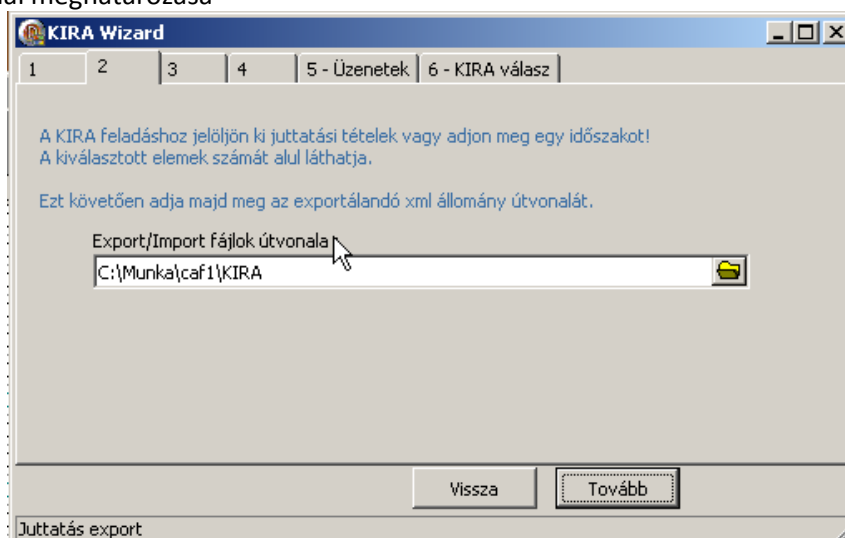 meghatározása
KIRA Wizard
1 2 3 4 5 - Üzenetek 6 - KIRA válasz
A KIRA feladáshoz jelöljön ki juttatási tételek vagy adjon meg egy időszakot!
A kiválasztott elemek számát alul láthatja.
Ezt követően adja majd meg az exportálandó xml állomány útvonalát.
Export/Import fájlok útvonala
C:\Munka\caf1\KIRA
Vissza Tovább
Juttatás export